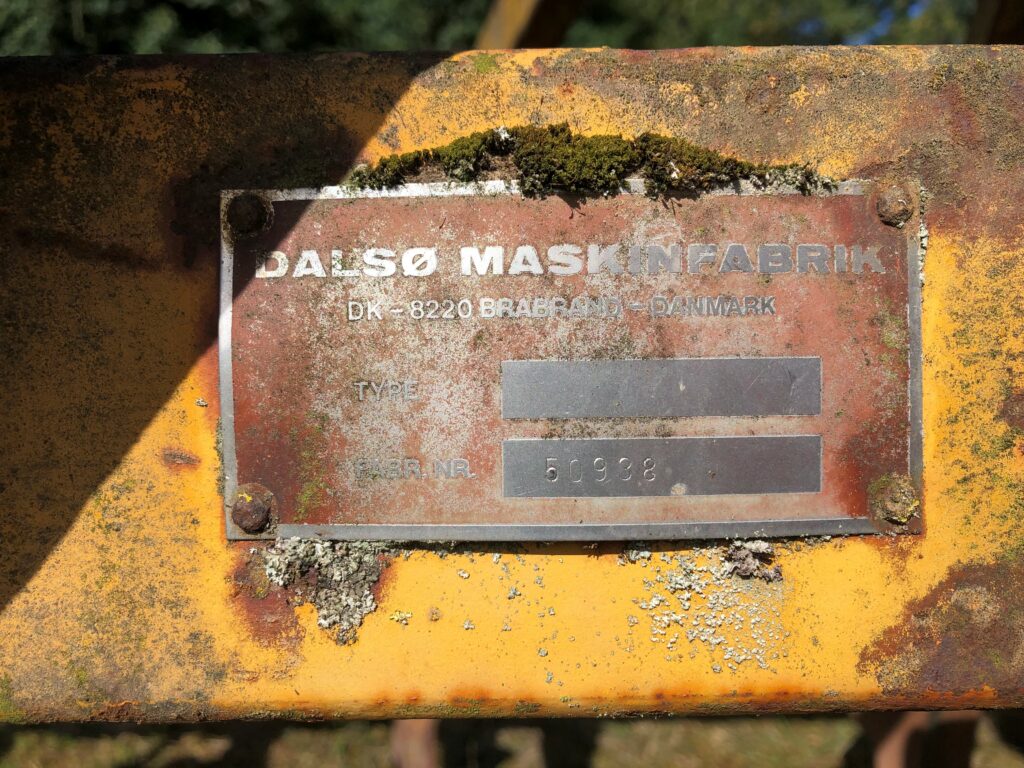 DALSØ MASKINFABRIK
DK - 8220 BRABRAND - DANMARK
TYPE
FABR. NR. 50938